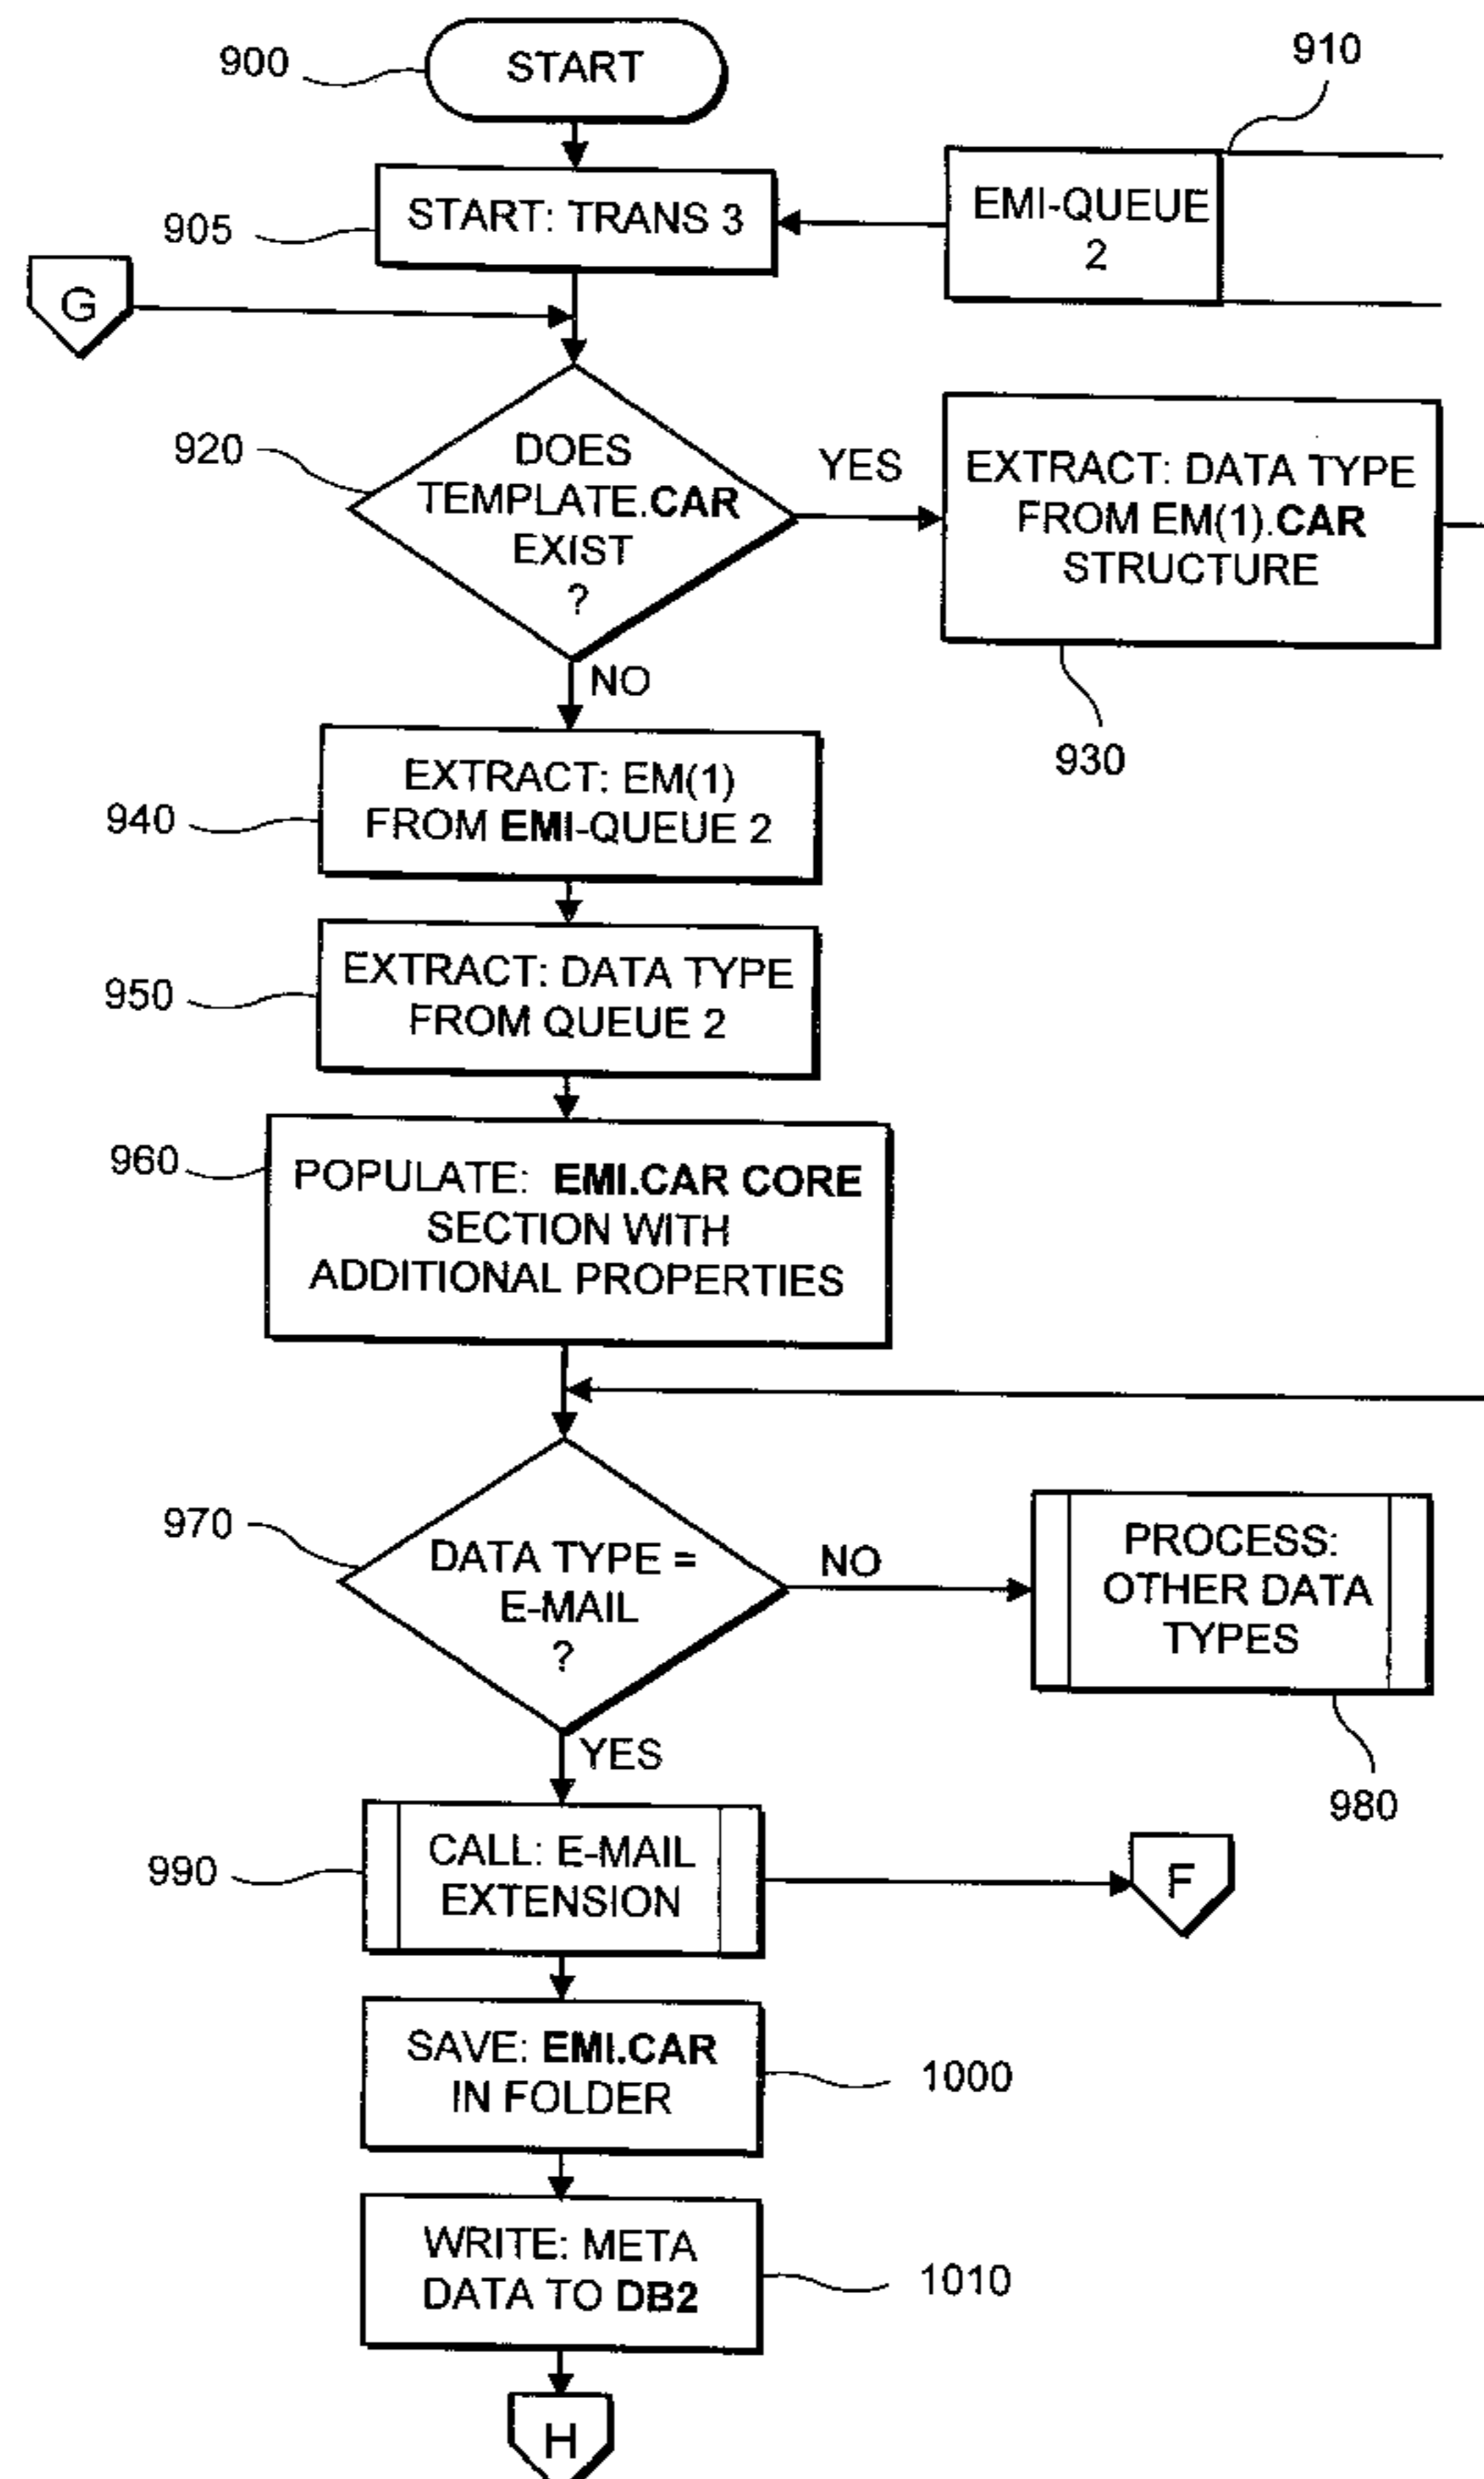 900
START
910
905
START: TRANS 3
EMI-QUEUE
2
G
920
DOES
TEMPLATE.CAR
EXIST
?
YES
EXTRACT: DATA TYPE
FROM EM(1).CAR
STRUCTURE
930
NO
940
EXTRACT: EM(1)
FROM EMI-QUEUE 2
950
EXTRACT: DATA TYPE
FROM QUEUE 2
960
POPULATE: EMI.CAR CORE
SECTION WITH
ADDITIONAL PROPERTIES
970
DATA TYPE =
E-MAIL
?
NO
PROCESS:
OTHER DATA
TYPES
980
YES
990
CALL: E-MAIL
EXTENSION
F
SAVE: EMI.CAR
IN FOLDER
1000
WRITE: META
DATA TO DB2
1010
H